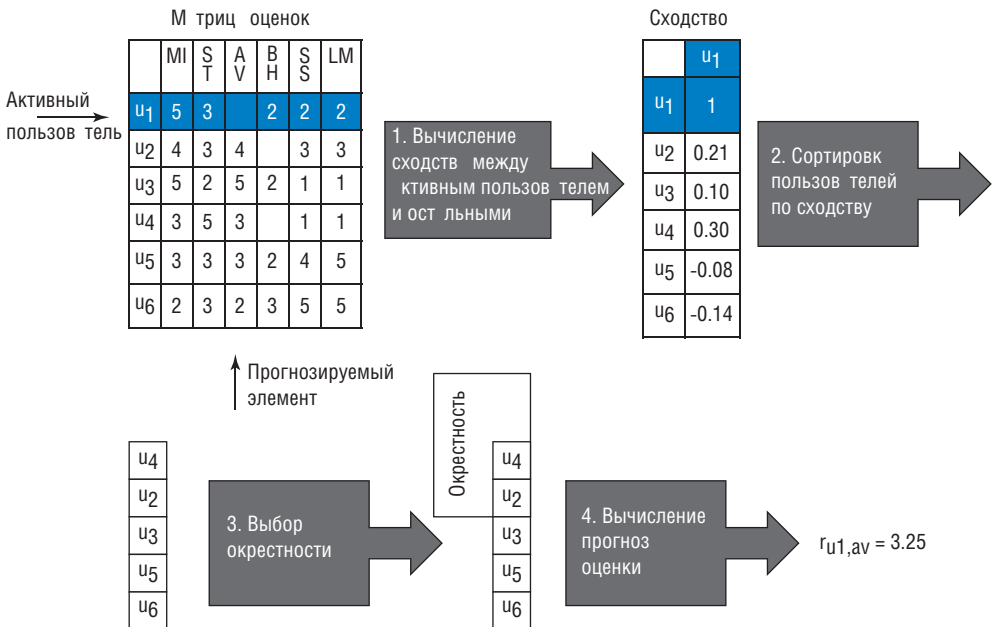 М триц оценок
MI ST AV BH SS LM
Активный
пользов тель
u1 5 3 2 2 2
u2 4 3 4 3 3
u3 5 2 5 2 1 1
u4 3 5 3 1 1
u5 3 3 3 2 4 5
u6 2 3 2 3 5 5
1. Вычисление
сходств между
ктивным пользов телем
и ост льными
Сходство
u1
u1 1
u2 0.21
u3 0.10
u4 0.30
u5 -0.08
u6 -0.14
2. Сортировк
пользов телей
по сходству
Прогнозируемый
элемент
u4
u2
u3
u5
u6
3. Выбор
окрестности
Окрестность
u4
u2
u3
u5
u6
4. Вычисление
прогноз
оценки
ru1,av = 3.25